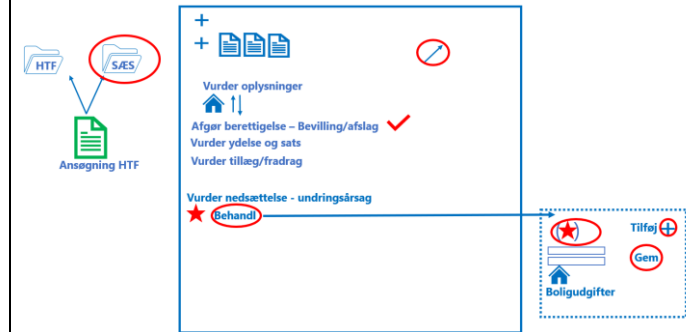 HTF
SÆS
Ansøgning HTF
Vurder oplysninger
Afgør berettigelse – Bevilling/afslag
Vurder ydelse og sats
Vurder tillæg/fradrag
Vurder nedsættelse - undringsårsag
Behandl
Tilføj
Gem
Boligudgifter